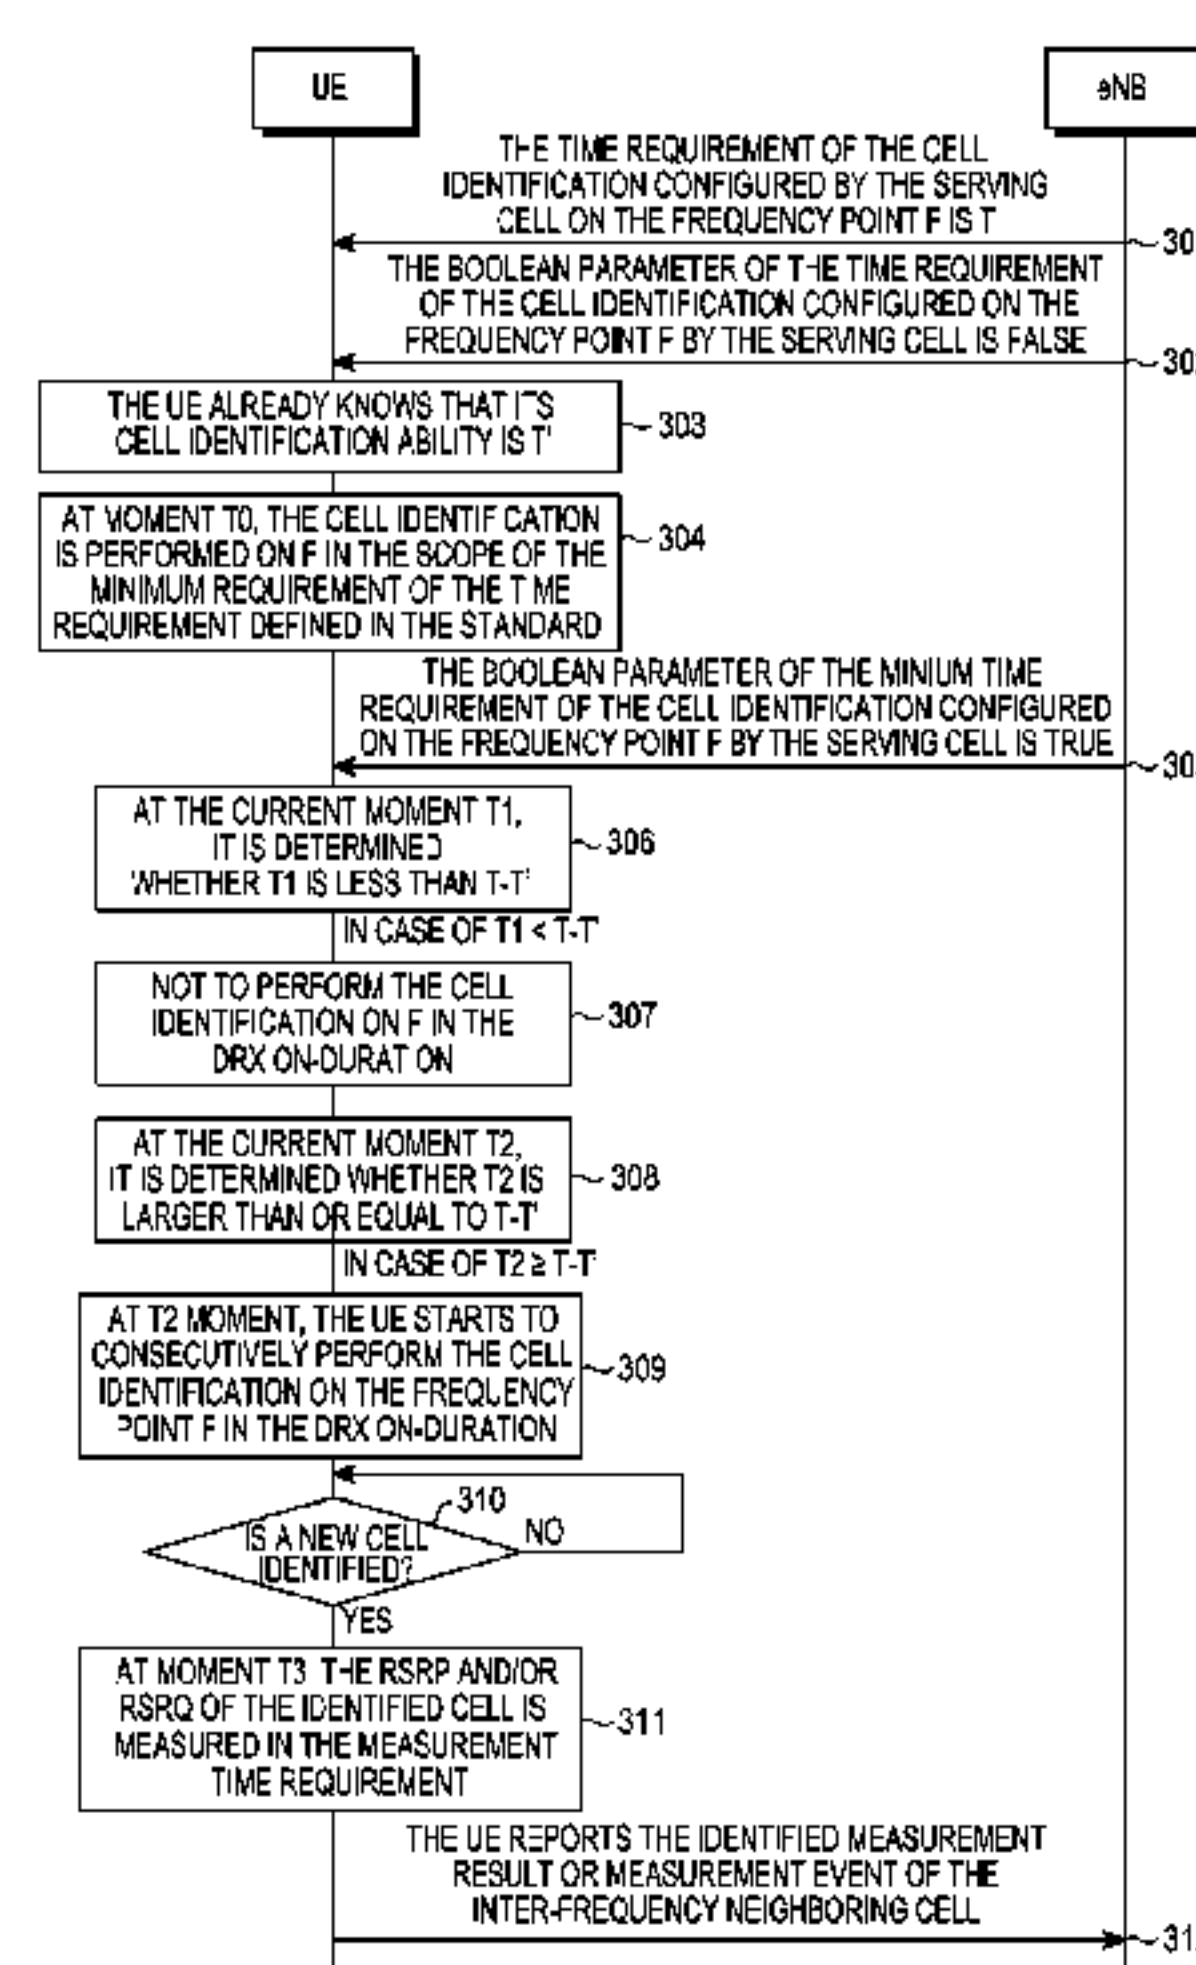 UE
eNB
THE TIME REQUIREMENT OF THE CELL
IDENTIFICATION CONFIGURED BY THE SERVING
CELL ON THE FREQUENCY POINT F IS T
30
THE BOOLEAN PARAMETER OF THE TIME REQUIREMENT
OF THE CELL IDENTIFICATION CONFIGURED ON THE
FREQUENCY POINT F BY THE SERVING CELL IS FALSE
30
THE UE ALREADY KNOWS THAT ITS
CELL IDENTIFICATION ABILITY IS T'
303
AT MOMENT T0, THE CELL IDENTIFICATION
IS PERFORMED ON F IN THE SCOPE OF THE
MINIMUM REQUIREMENT OF THE TIME
REQUIREMENT DEFINED IN THE STANDARD
304
THE BOOLEAN PARAMETER OF THE MINIUM TIME
REQUIREMENT OF THE CELL IDENTIFICATION CONFIGURED
ON THE FREQUENCY POINT F BY THE SERVING CELL IS TRUE
30
AT THE CURRENT MOMENT T1,
IT IS DETERMINED
WHETHER T1 IS LESS THAN T-T'
306
IN CASE OF T1 < T-T'
NOT TO PERFORM THE CELL
IDENTIFICATION ON F IN THE
DRX ON-DURATION
307
AT THE CURRENT MOMENT T2,
IT IS DETERMINED WHETHER T2 IS
LARGER THAN OR EQUAL TO T-T'
308
IN CASE OF T2 ≥ T-T'
AT T2 MOMENT, THE UE STARTS TO
CONSECUTIVELY PERFORM THE CELL
IDENTIFICATION ON THE FREQUENCY
POINT F IN THE DRX ON-DURATION
309
310
IS A NEW CELL
IDENTIFIED?
NO
YES
AT MOMENT T3 THE RSRP AND/OR
RSRQ OF THE IDENTIFIED CELL IS
MEASURED IN THE MEASUREMENT
TIME REQUIREMENT
311
THE UE REPORTS THE IDENTIFIED MEASUREMENT
RESULT OR MEASUREMENT EVENT OF THE
INTER-FREQUENCY NEIGHBORING CELL
31